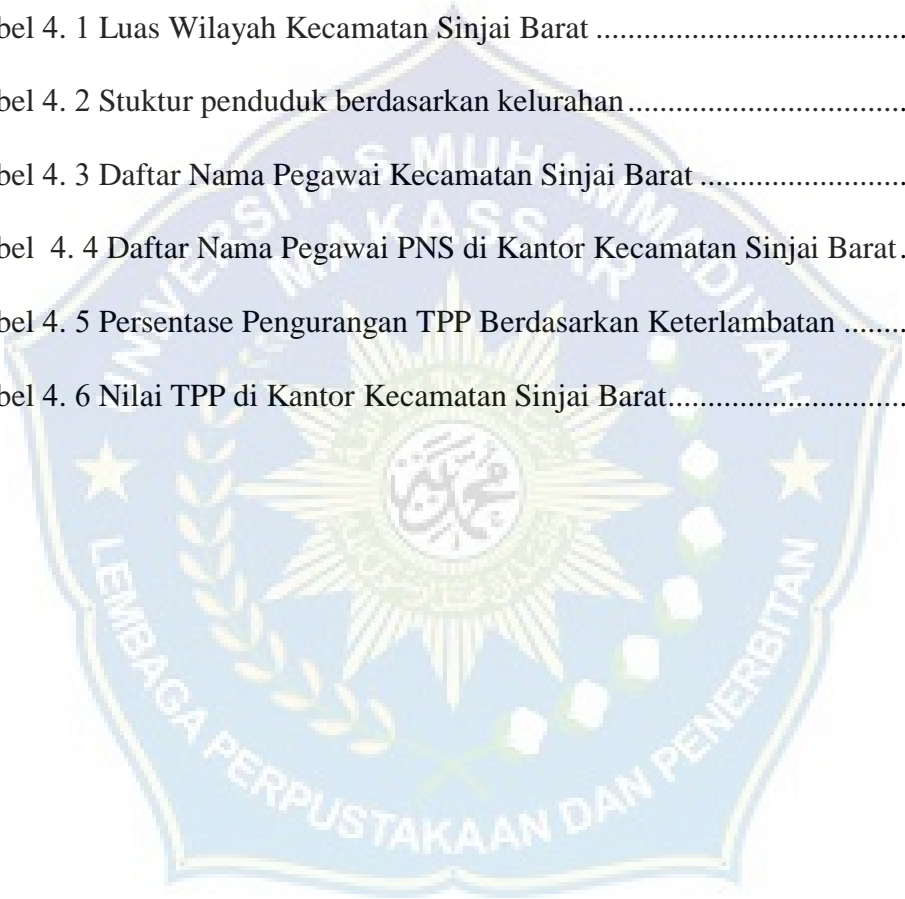 bel 4. 1 Luas Wilayah Kecamatan Sinjai Barat ....................................
bel 4. 2 Stuktur penduduk berdasarkan kelurahan ................................
bel 4. 3 Daftar Nama Pegawai Kecamatan Sinjai Barat ........................
bel  4. 4 Daftar Nama Pegawai PNS di Kantor Kecamatan Sinjai Barat .
bel 4. 5 Persentase Pengurangan TPP Berdasarkan Keterlambatan ........
bel 4. 6 Nilai TPP di Kantor Kecamatan Sinjai Barat............................
UNIVERSITAS MUHAMMADIYAH
MAKASSAR
LEMBAGA PERPUSTAKAAN DAN PENERBITAN